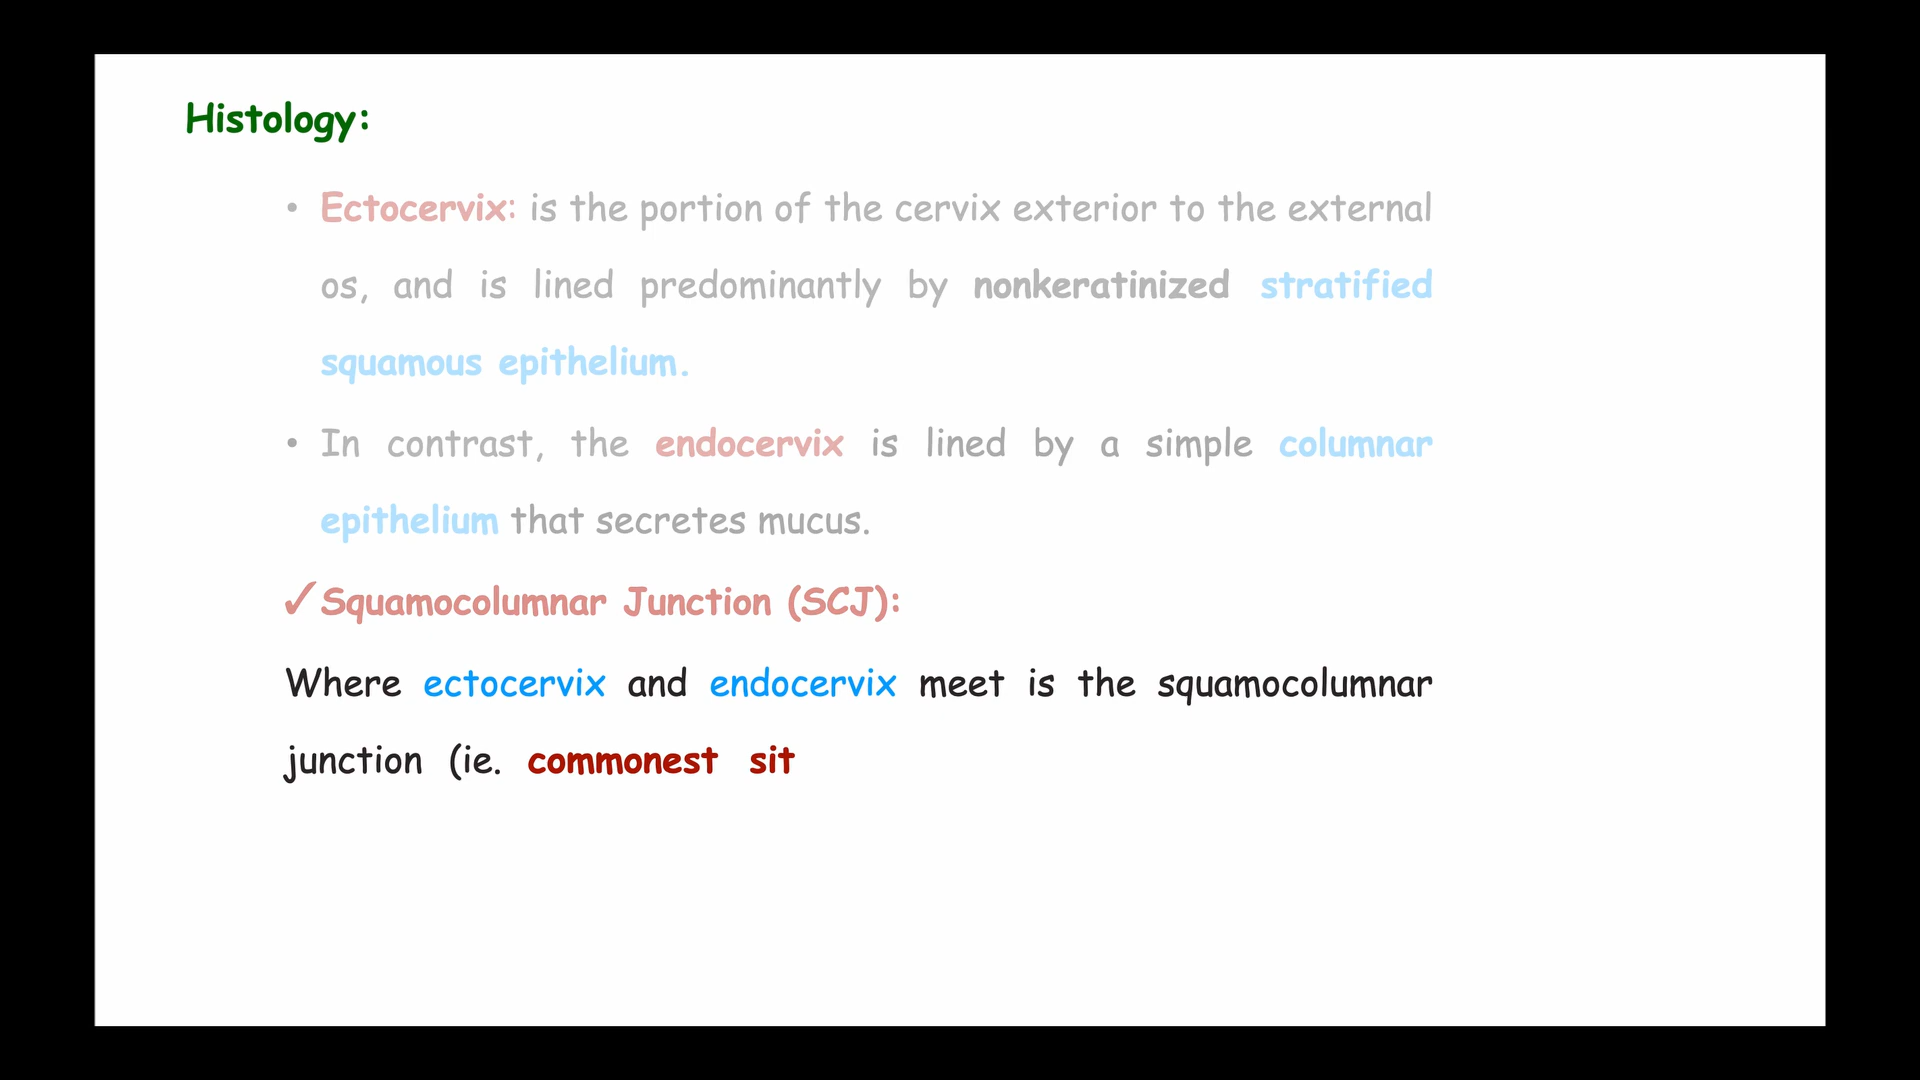 Histology:
• Ectocervix: is the portion of the cervix exterior to the external
os, and is lined predominantly by nonkeratinized stratified
squamous epithelium.
• In contrast, the endocervix is lined by a simple columnar
epithelium that secretes mucus.
✓Squamocolumnar Junction (SCJ):
Where ectocervix and endocervix meet is the squamocolumnar
junction (ie. commonest sit